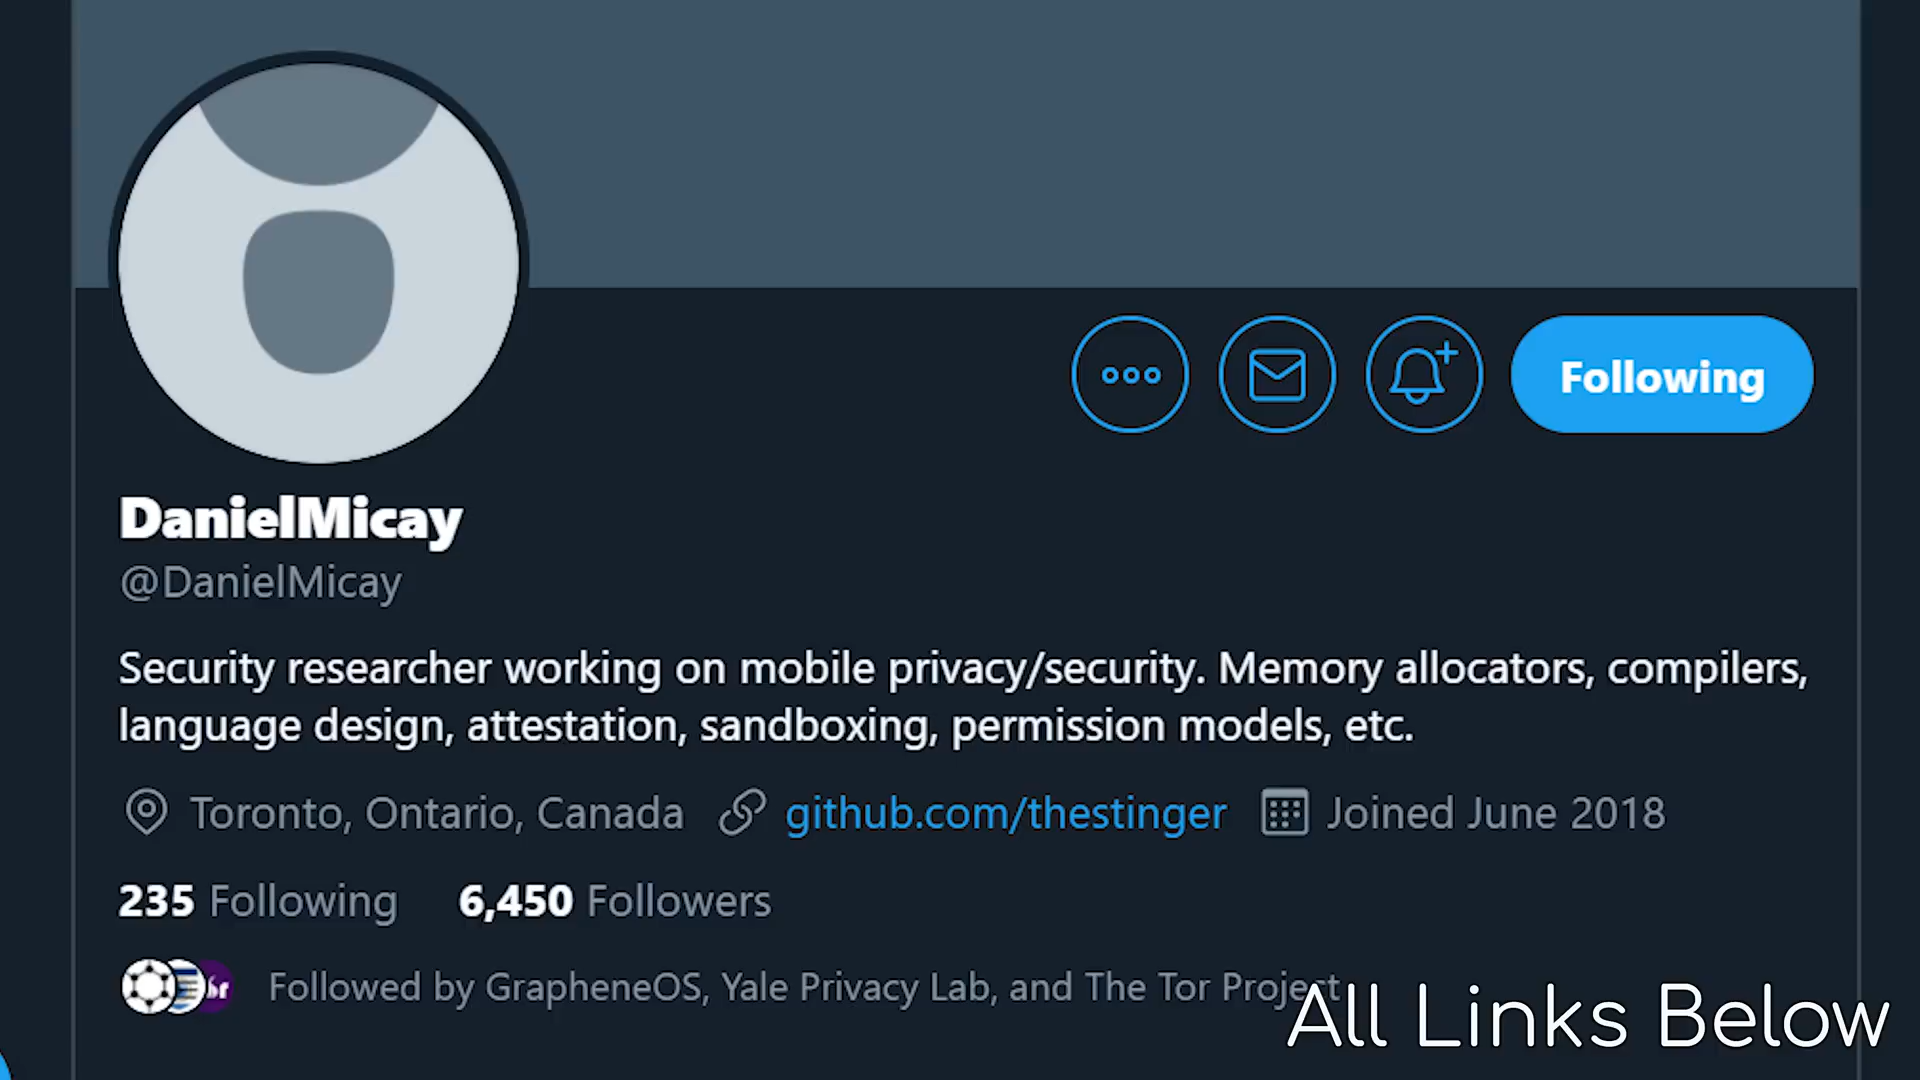 Following
DanielMicay
@DanielMicay
Security researcher working on mobile privacy/security. Memory allocators, compilers,
language design, attestation, sandboxing, permission models, etc.
Toronto, Ontario, Canada github.com/thestinger Joined June 2018
235 Following 6,450 Followers
Followed by GrapheneOS, Yale Privacy Lab, and The Tor Project
All Links Below